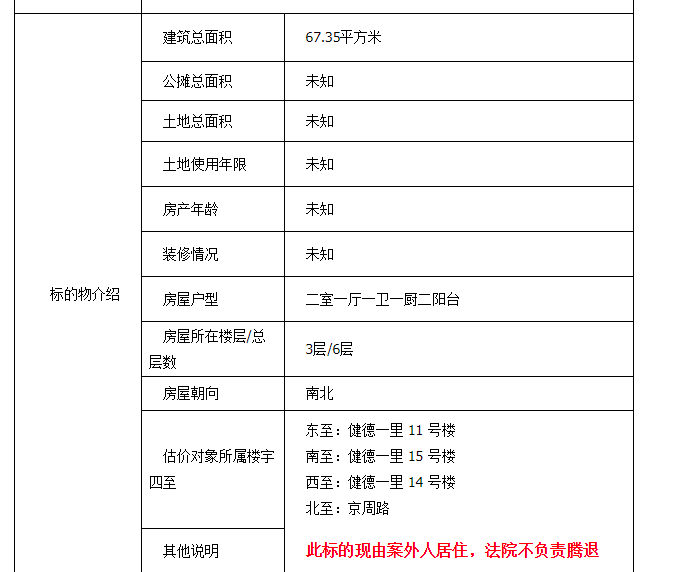 标的物介绍
建筑总面积
67.35平方米
公摊总面积
未知
土地总面积
未知
土地使用年限
未知
房产年龄
未知
装修情况
未知
房屋户型
二室一厅一卫一厨二阳台
房屋所在楼层/总
层数
3层/6层
房屋朝向
南北
估价对象所属楼宇
四至
东至：健德一里 11 号楼
南至：健德一里 15 号楼
西至：健德一里 14 号楼
北至：京周路
其他说明
此标的现由案外人居住，法院不负责腾退